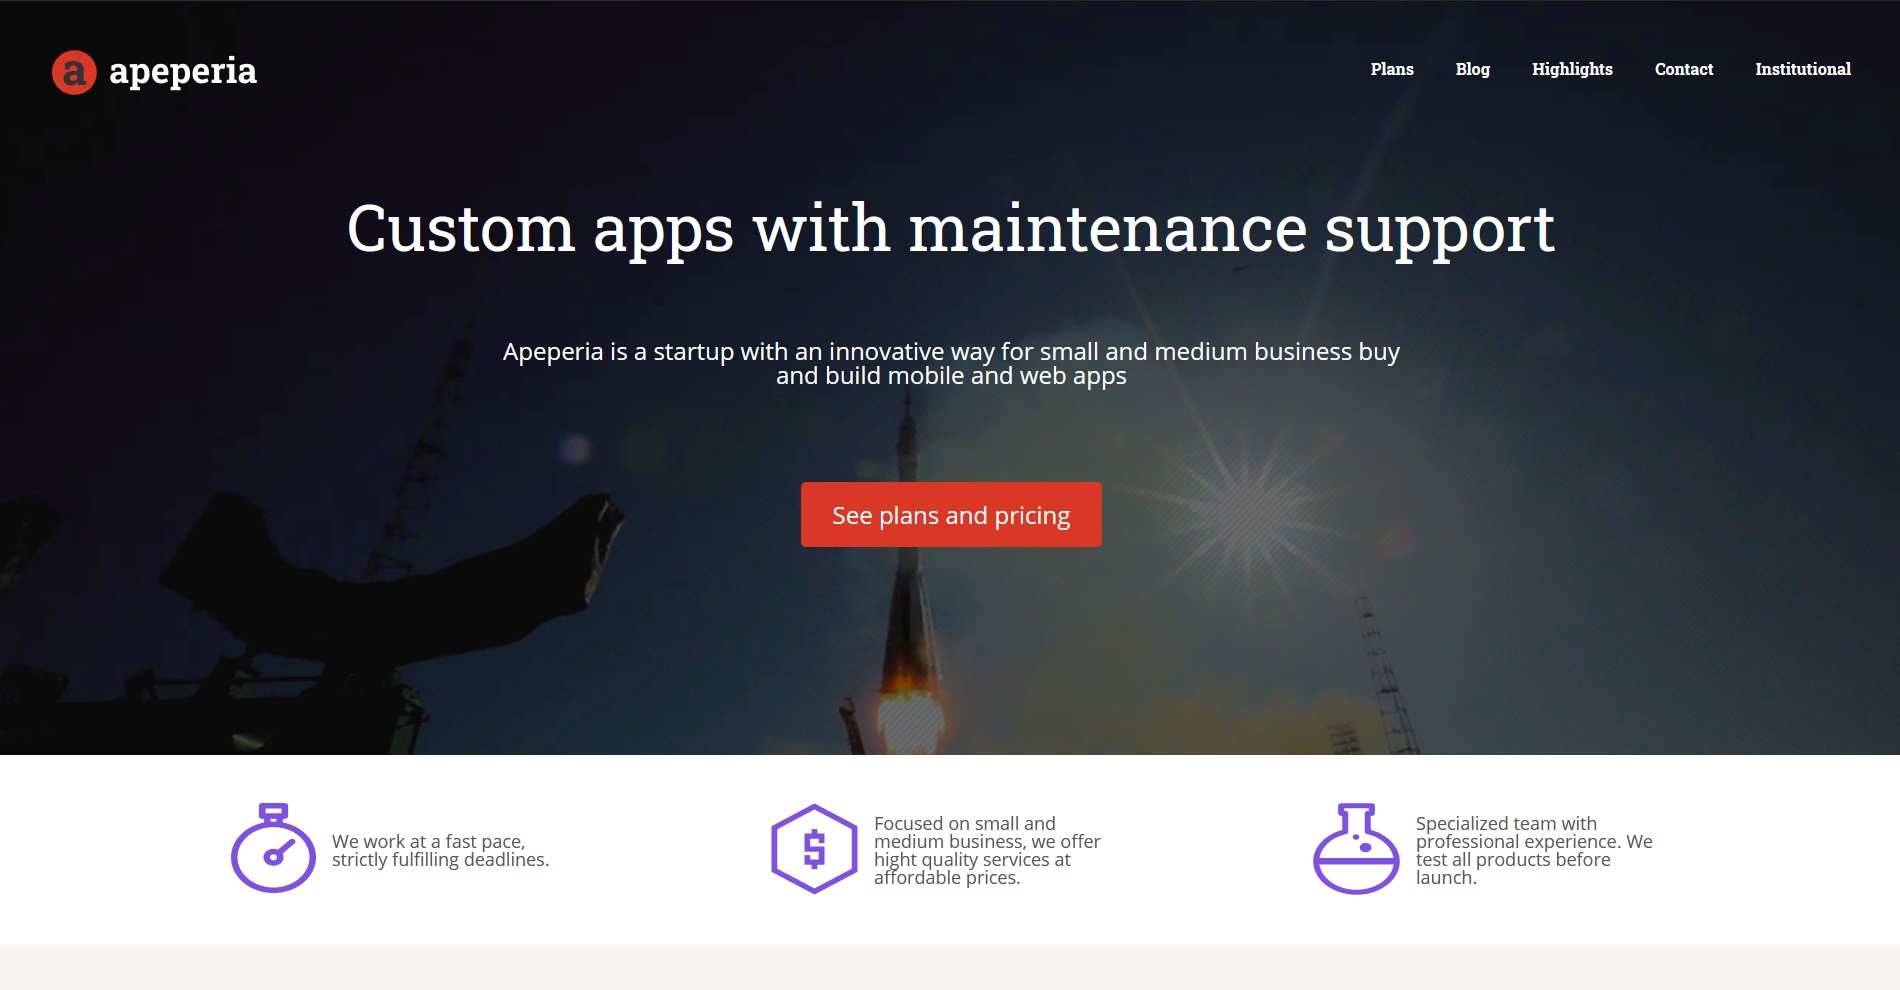 a apeperia
Plans Blog Highlights Contact Institutional
Custom apps with maintenance support
Apeperia is a startup with an innovative way for small and medium business buy
and build mobile and web apps
See plans and pricing
We work at a fast pace,
strictly fulfilling deadlines.
$
Focused on small and
medium business, we offer
hight quality services at
affordable prices.
Specialized team with
professional experience. We
test all products before
launch.